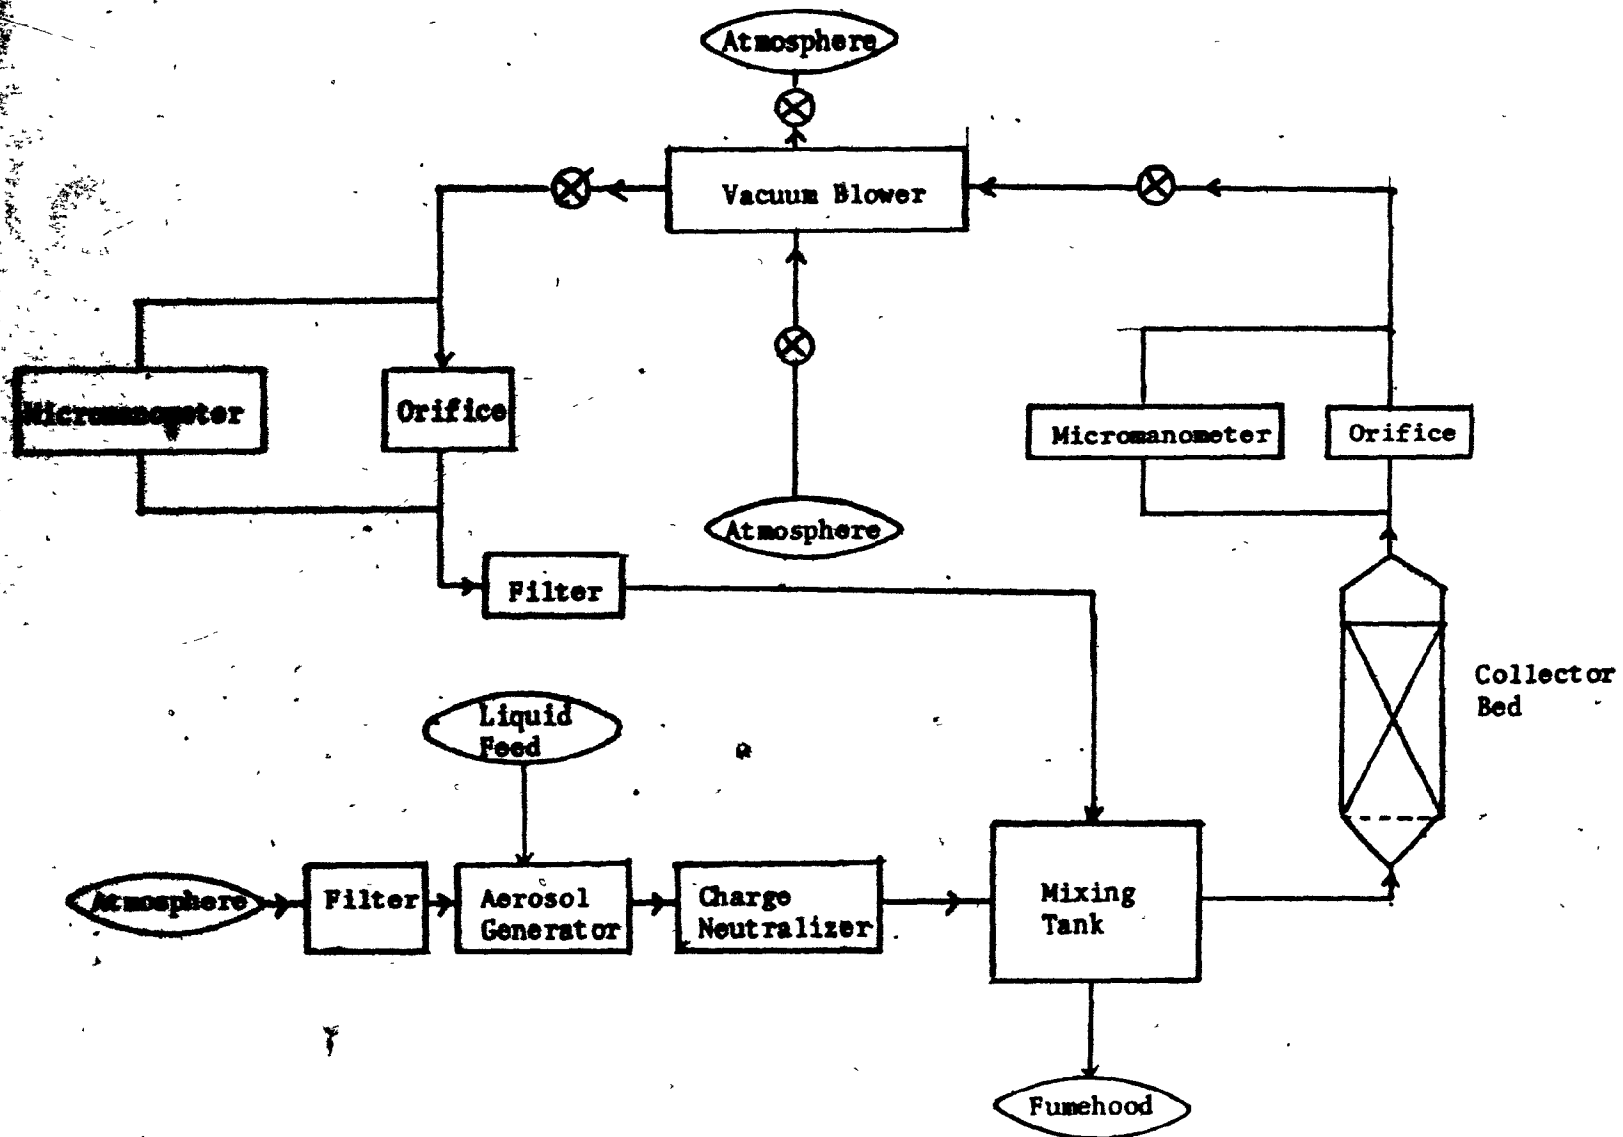 Atmosphere
Vacuum Blower
Micromanometer
Orifice
Micromanometer
Orifice
Atmosphere
Filter
Collector
Bed
Liquid
Feed
Atmosphere
Filter
Aerosol
Generator
Charge
Neutralizer
Mixing
Tank
Fumehood